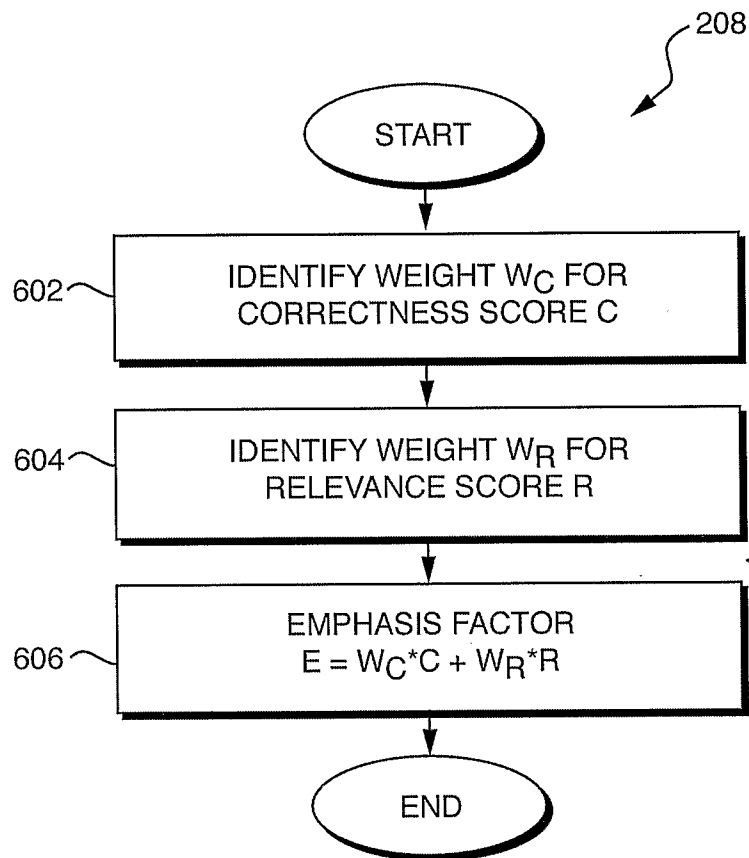 208
START
602
IDENTIFY WEIGHT WC FOR
CORRECTNESS SCORE C
604
IDENTIFY WEIGHT WR FOR
RELEVANCE SCORE R
606
EMPHASIS FACTOR
E = WC*C + WR*R
END